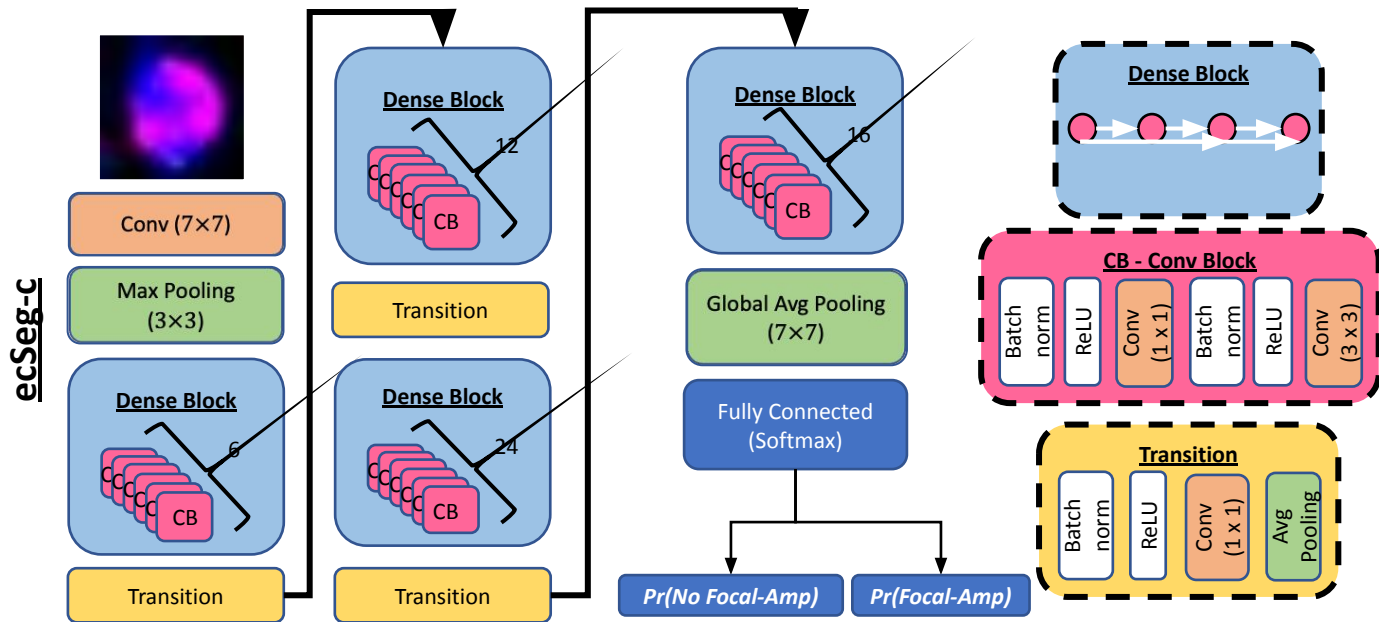 ecSeg-c
Conv (7×7)
Max Pooling
(3×3)
Dense Block
6
C
C
C
C
C
CB
Transition
Dense Block
12
C
C
C
C
C
CB
Transition
Dense Block
24
C
C
C
C
C
CB
Transition
Dense Block
16
C
C
C
C
C
CB
Global Avg Pooling
(7×7)
Fully Connected
(Softmax)
Pr(No Focal-Amp)
Pr(Focal-Amp)
Dense Block
CB - Conv Block
Batch
norm
ReLU
Conv
(1 x 1)
Batch
norm
ReLU
Conv
(3 x 3)
Transition
Batch
norm
ReLU
Conv
(1 x 1)
Avg
Pooling